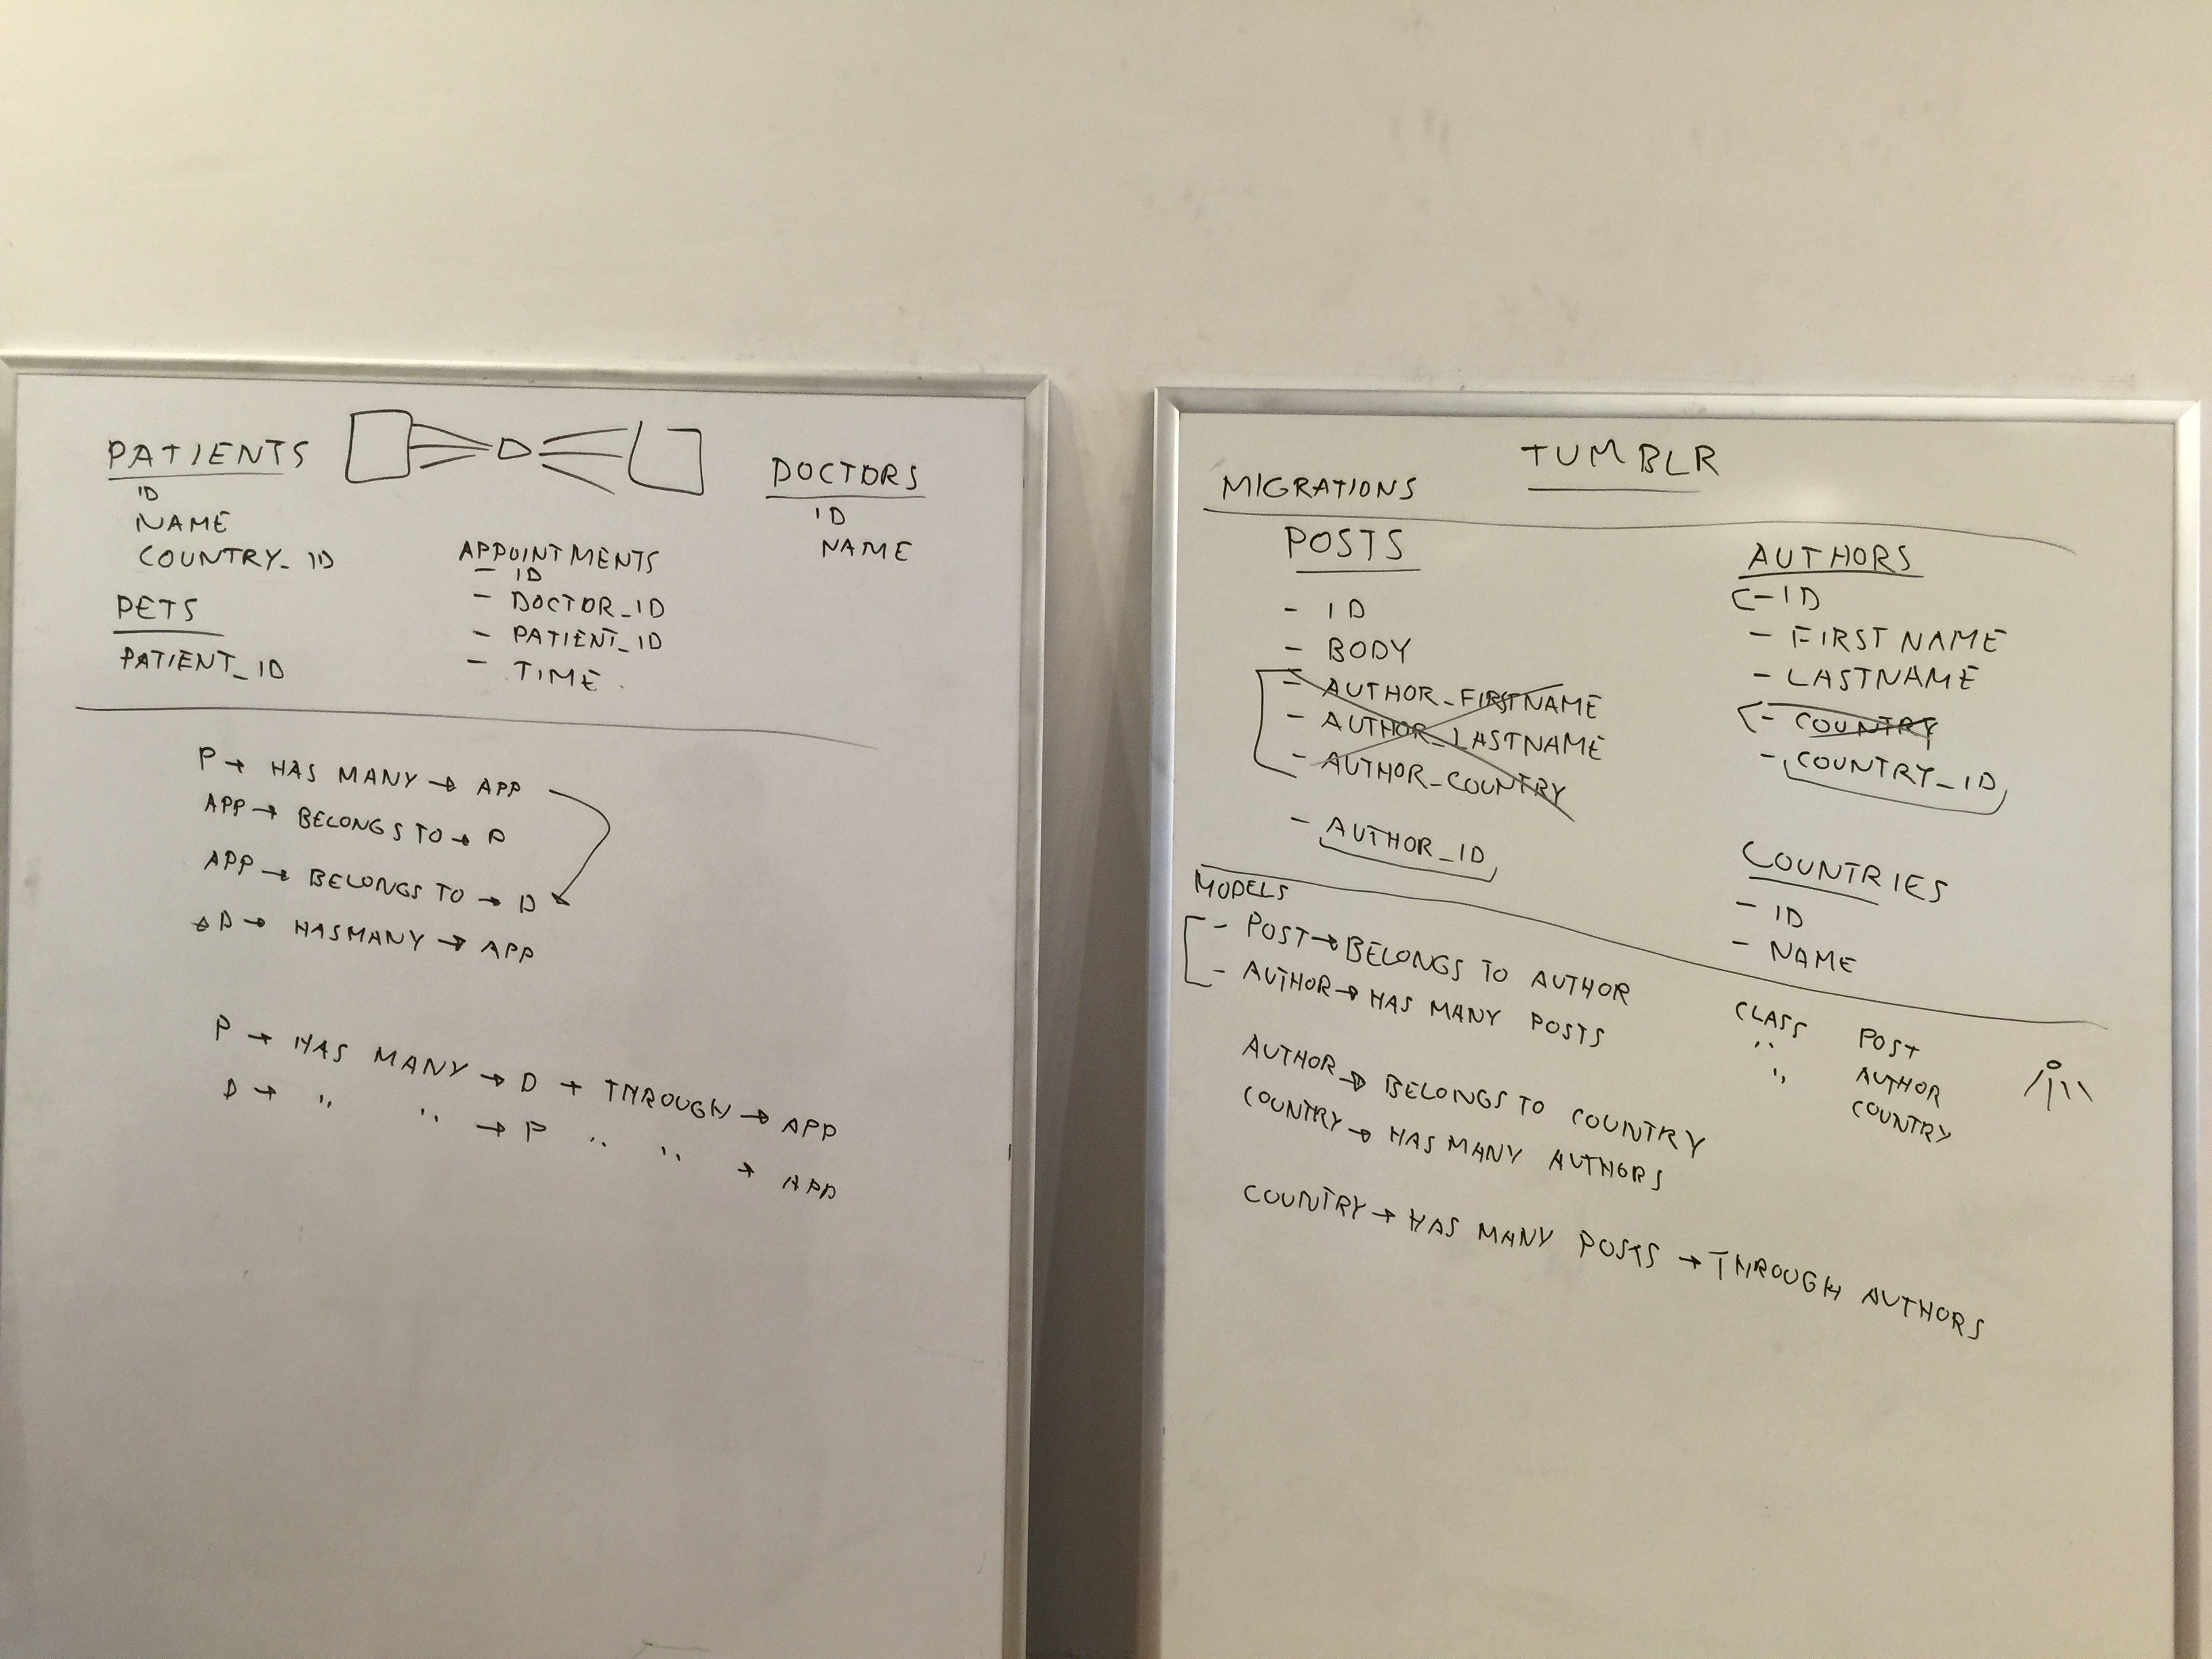 PATIENTS
ID
NAME
COUNTRY_ID
PETS
PATIENT_ID
APPOINTMENTS
- ID
- DOCTOR_ID
- PATIENT_ID
- TIME
DOCTORS
ID
NAME
P → HAS MANY → APP
APP → BELONGS TO → P
APP → BELONGS TO → D
D → HASMANY → APP
P → HAS MANY → D + THROUGH → APP
D → " " → P " " → APP
TUMBLR
MIGRATIONS
POSTS
- ID
- BODY
- AUTHOR_FIRSTNAME
- AUTHOR_LASTNAME
- AUTHOR_COUNTRY
- AUTHOR_ID
AUTHORS
- ID
- FIRSTNAME
- LASTNAME
- COUNTRY
- COUNTRY_ID
COUNTRIES
- ID
- NAME
MODELS
- POST → BELONGS TO AUTHOR
- AUTHOR → HAS MANY POSTS
AUTHOR → BELONGS TO COUNTRY
COUNTRY → HAS MANY AUTHORS
COUNTRY → HAS MANY POSTS → THROUGH AUTHORS
CLASS POST
" AUTHOR
" COUNTRY